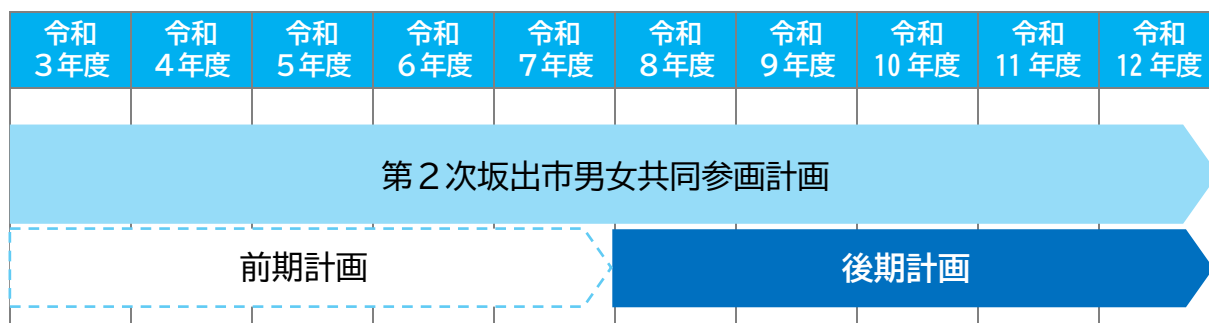 令和
3年度
令和
4年度
令和
5年度
令和
6年度
令和
7年度
令和
8年度
令和
9年度
令和
10年度
令和
11年度
令和
12年度
第2次坂出市男女共同参画計画
前期計画
後期計画